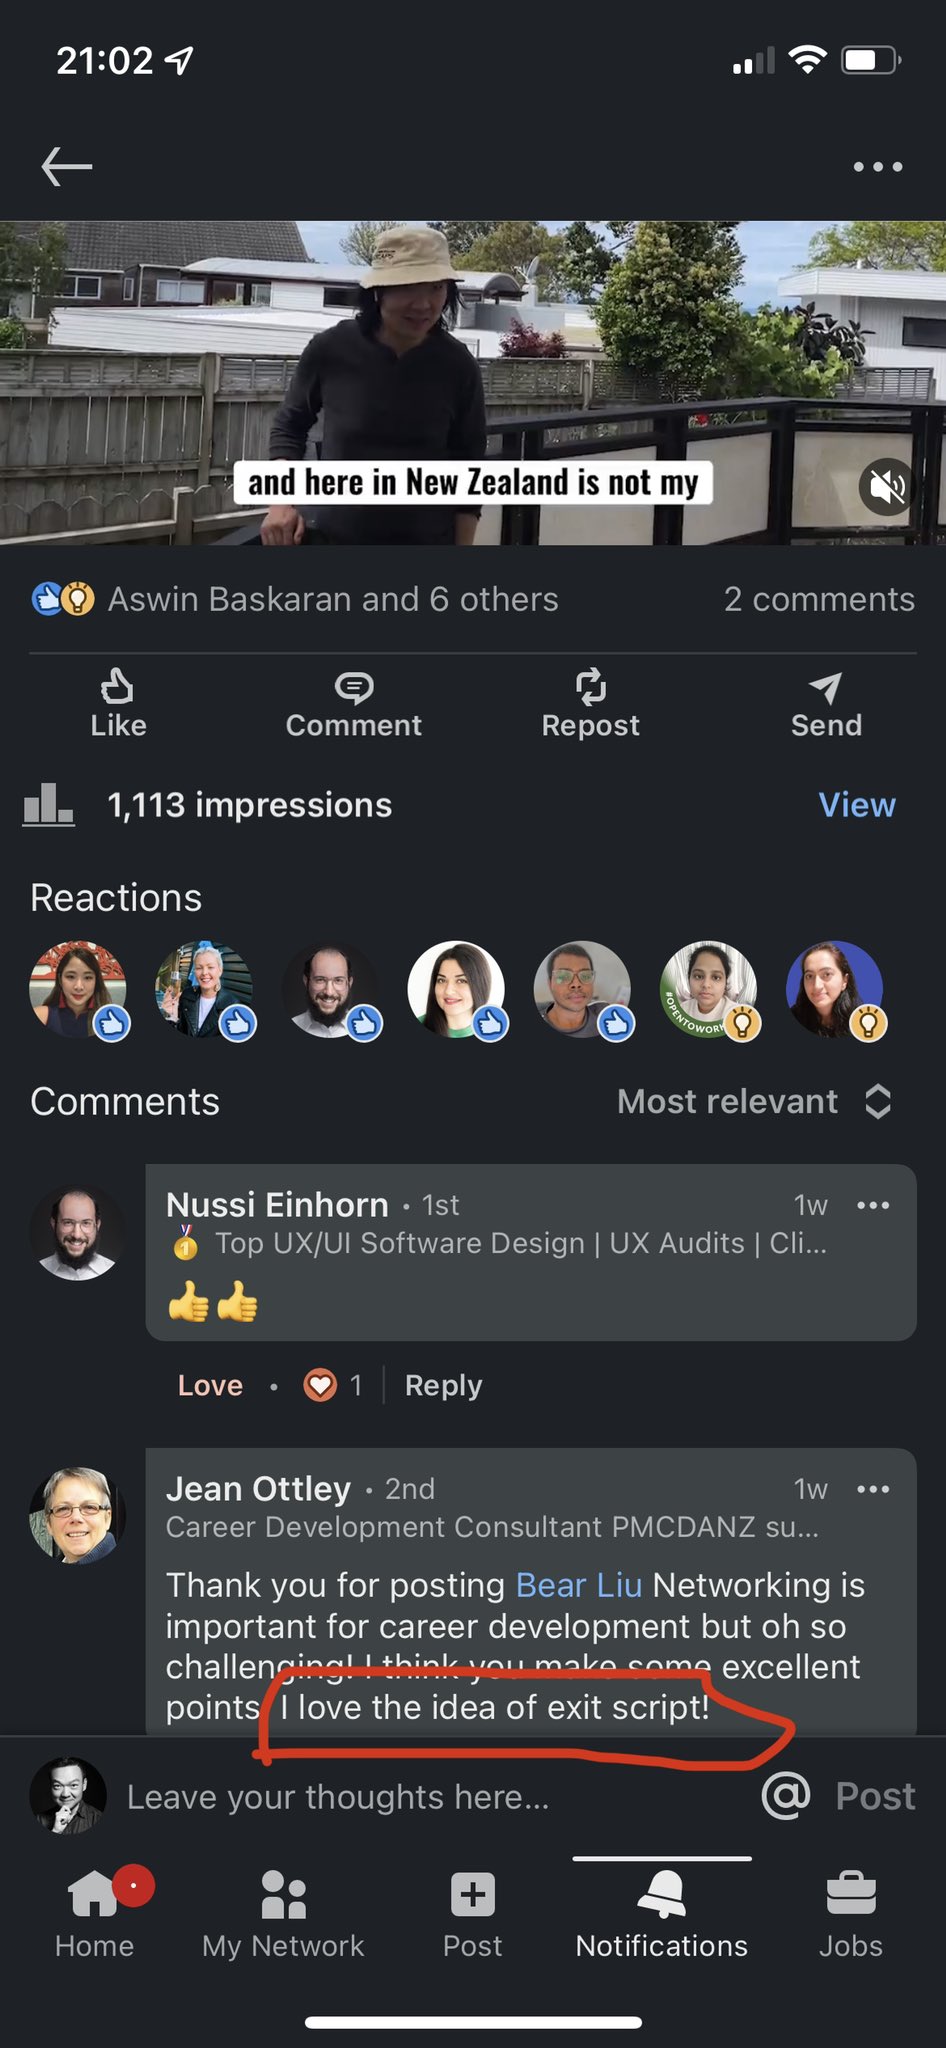 21:02
and here in New Zealand is not my
Aswin Baskaran and 6 others 2 comments
Like Comment Repost Send
1,113 impressions View
Reactions
#OPENTOWORK
Comments Most relevant
Nussi Einhorn • 1st 1w
🥇 Top UX/UI Software Design | UX Audits | Cli...
👍👍
Love • 1 | Reply
Jean Ottley • 2nd 1w
Career Development Consultant PMCDANZ su...
Thank you for posting Bear Liu Networking is
important for career development but oh so
challenging! I think you make some excellent
points I love the idea of exit script!
Leave your thoughts here... @ Post
Home My Network Post Notifications Jobs